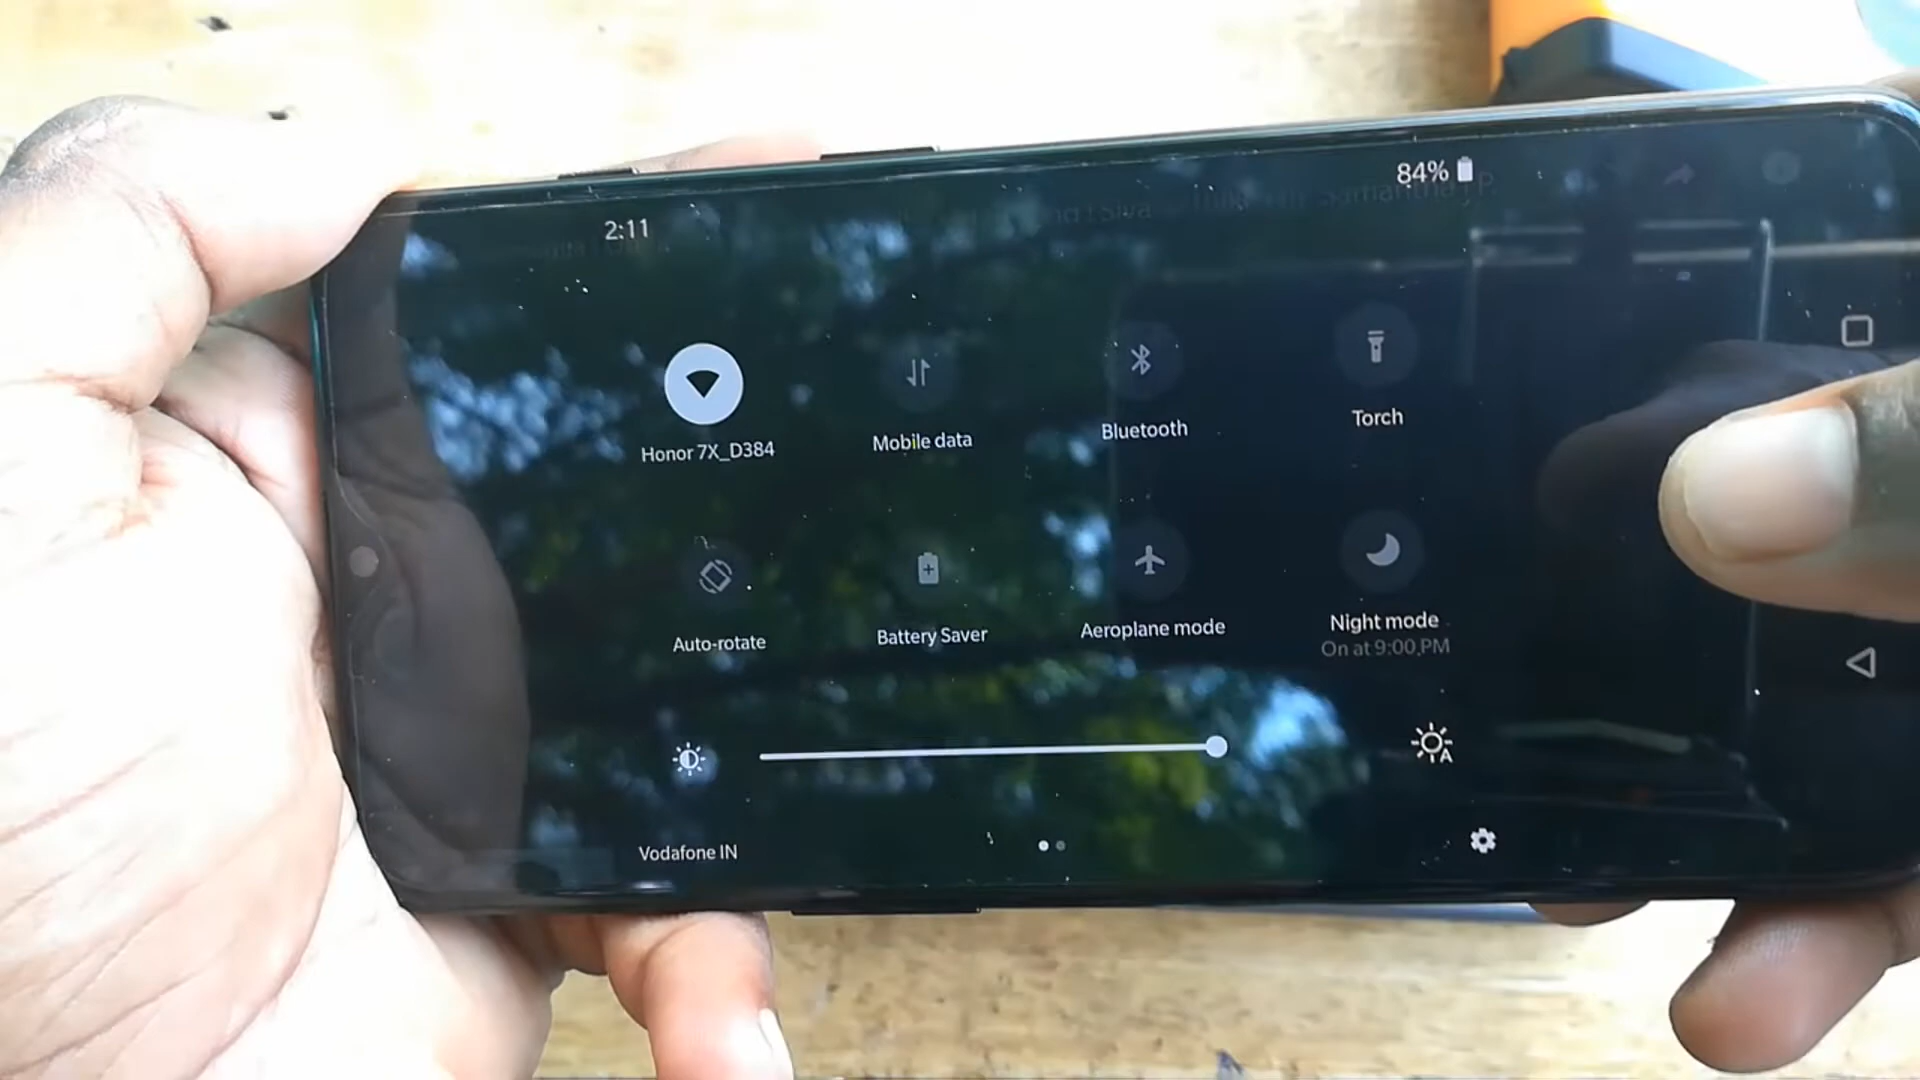 84%
2:11
Honor 7X_D384
Mobile data
Bluetooth
Torch
Auto-rotate
Battery Saver
Aeroplane mode
Night mode
On at 9:00 PM
Vodafone IN